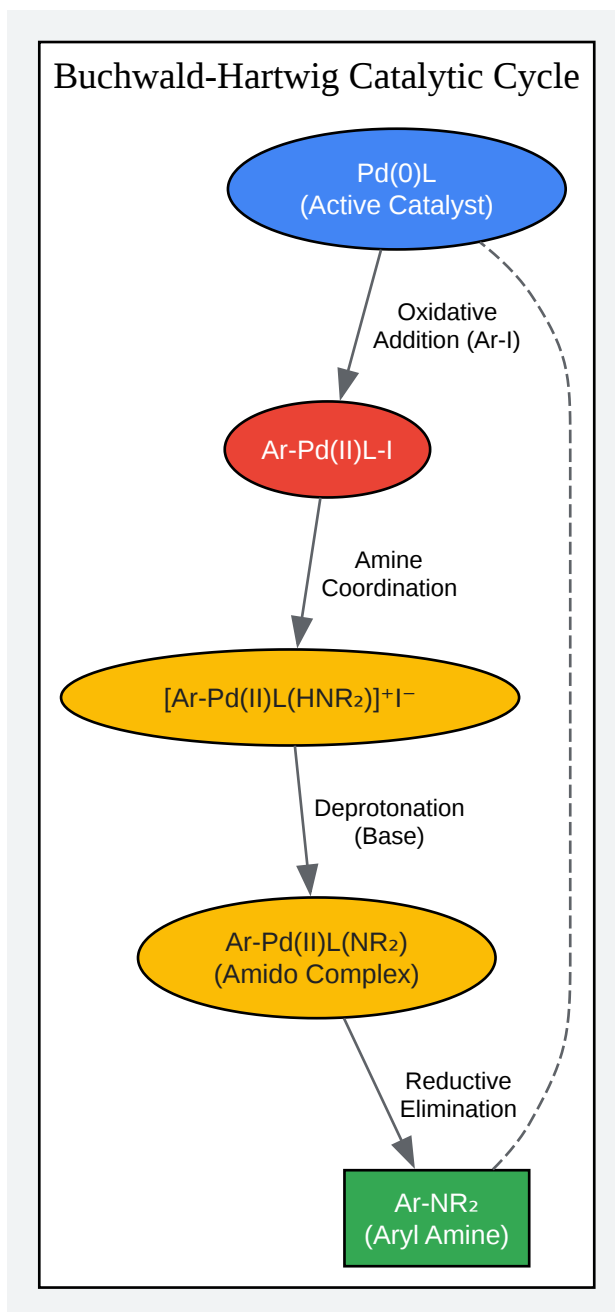 Buchwald-Hartwig Catalytic Cycle
Pd(0)L
(Active Catalyst)
Oxidative
Addition (Ar-I)
Ar-Pd(II)L-I
Amine
Coordination
[Ar-Pd(II)L(HNR₂)]⁺I⁻
Deprotonation
(Base)
Ar-Pd(II)L(NR₂)
(Amido Complex)
Reductive
Elimination
Ar-NR₂
(Aryl Amine)